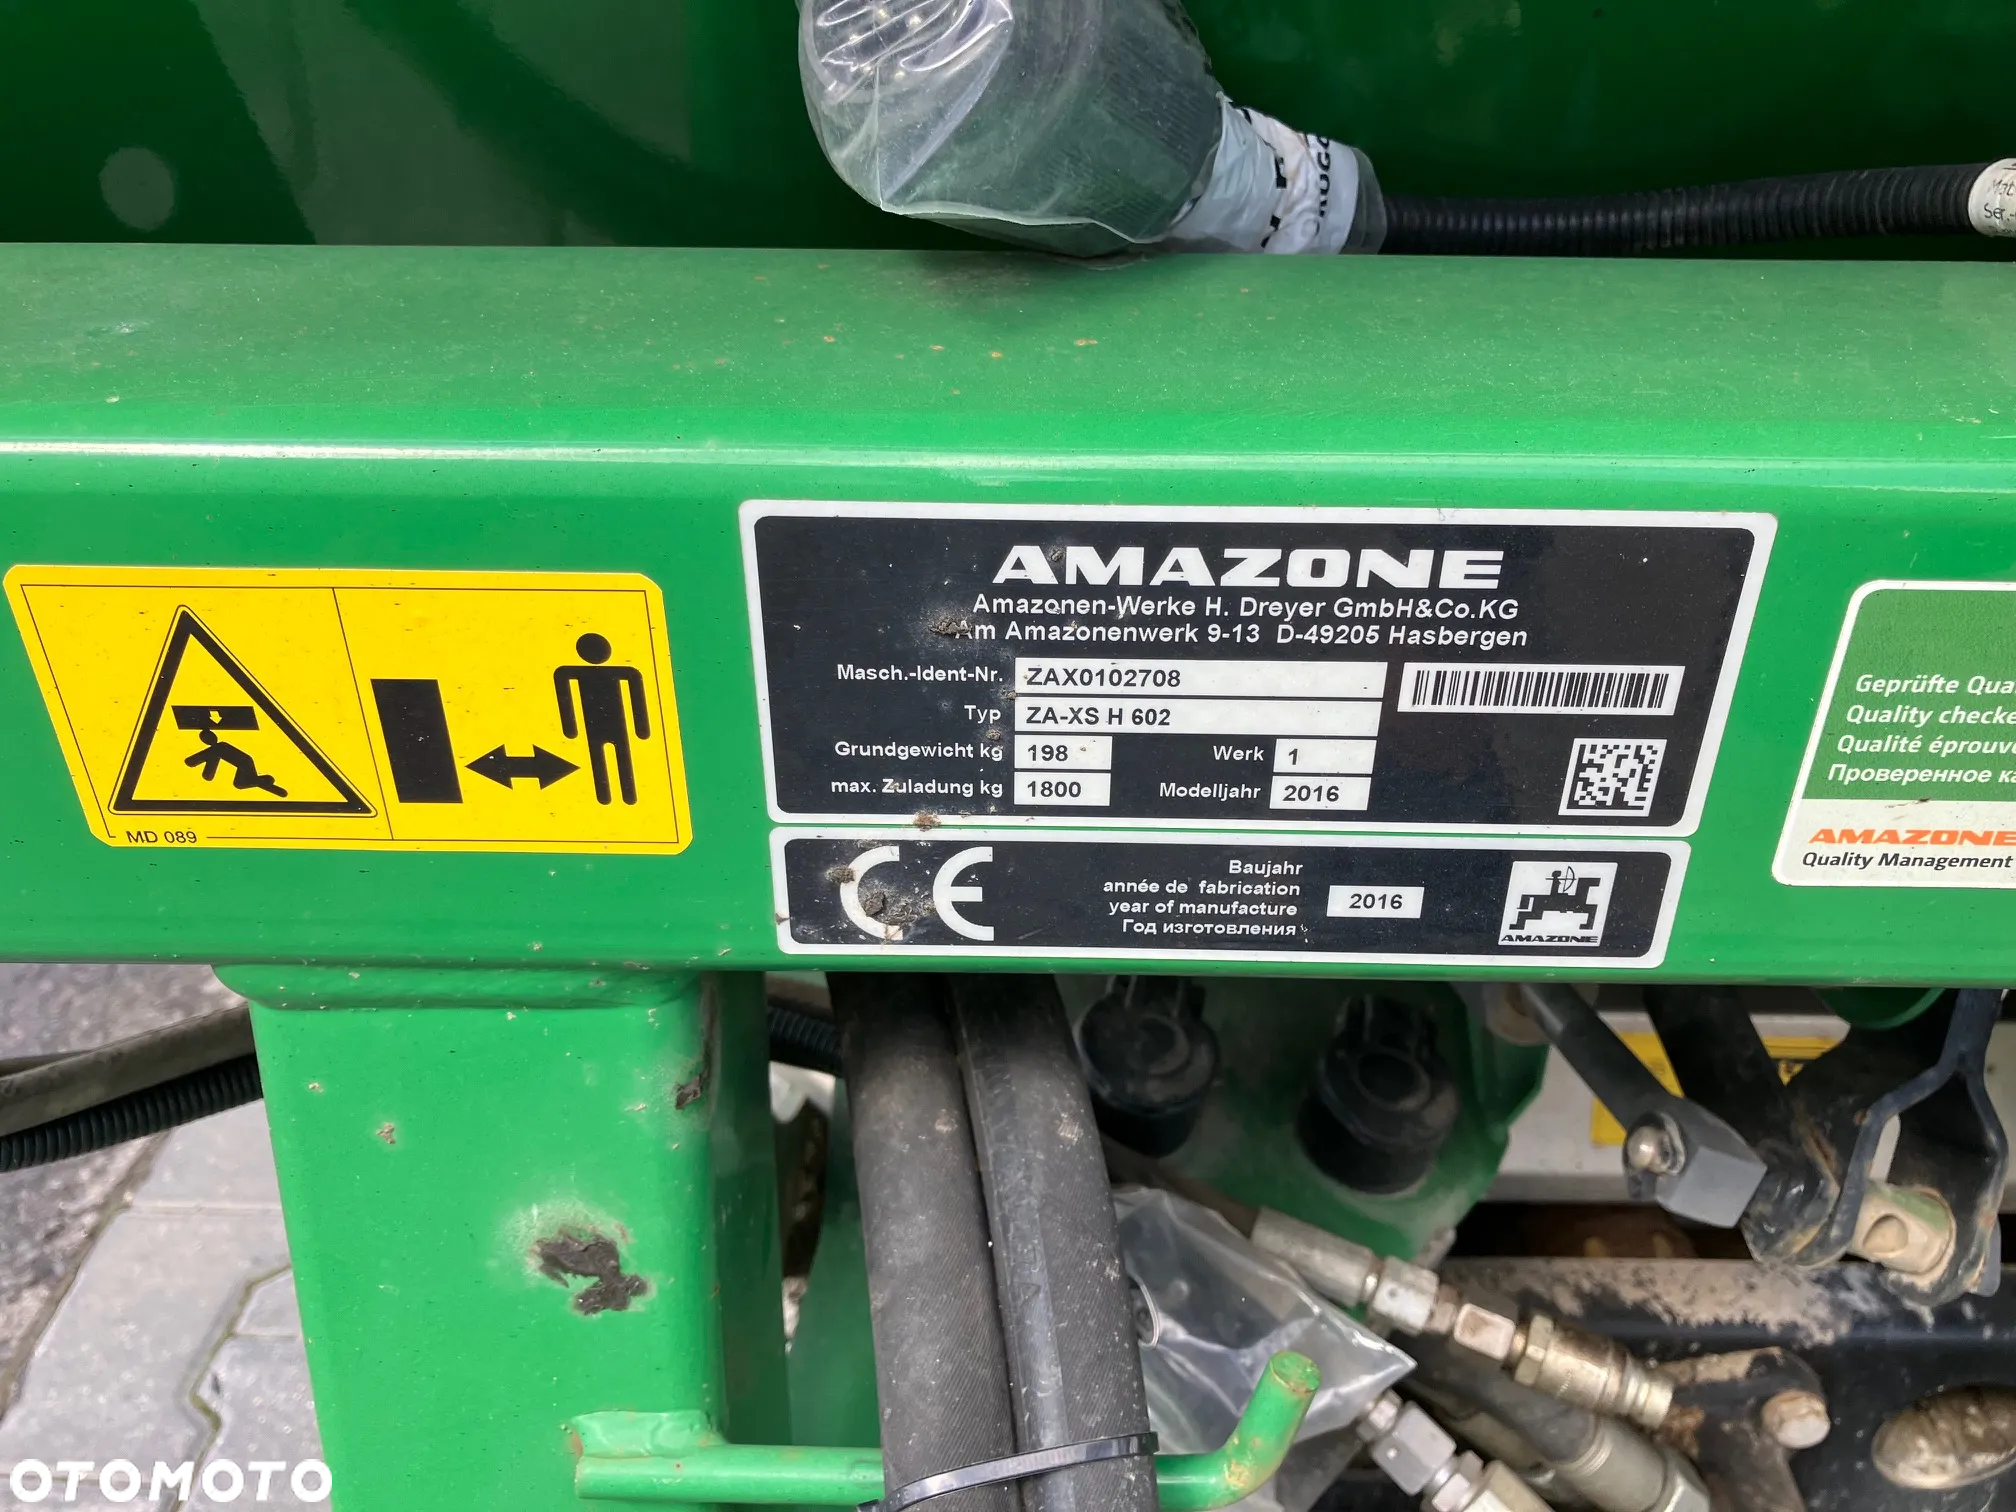 Mat
Ser.-
AMAZONE
Amazonen-Werke H. Dreyer GmbH&Co.KG
Am Amazonenwerk 9-13 D-49205 Hasbergen
Masch.-Ident-Nr. ZAX0102708
Typ ZA-XS H 602
Grundgewicht kg 198 Werk 1
max. Zuladung kg 1800 Modelljahr 2016
MD 089
CE
Baujahr
année de fabrication
year of manufacture 2016
Год изготовления
AMAZONE
Geprüfte Qua
Quality checke
Qualité éprouv
Проверенное ка
AMAZONE
Quality Management
OTOMOTO